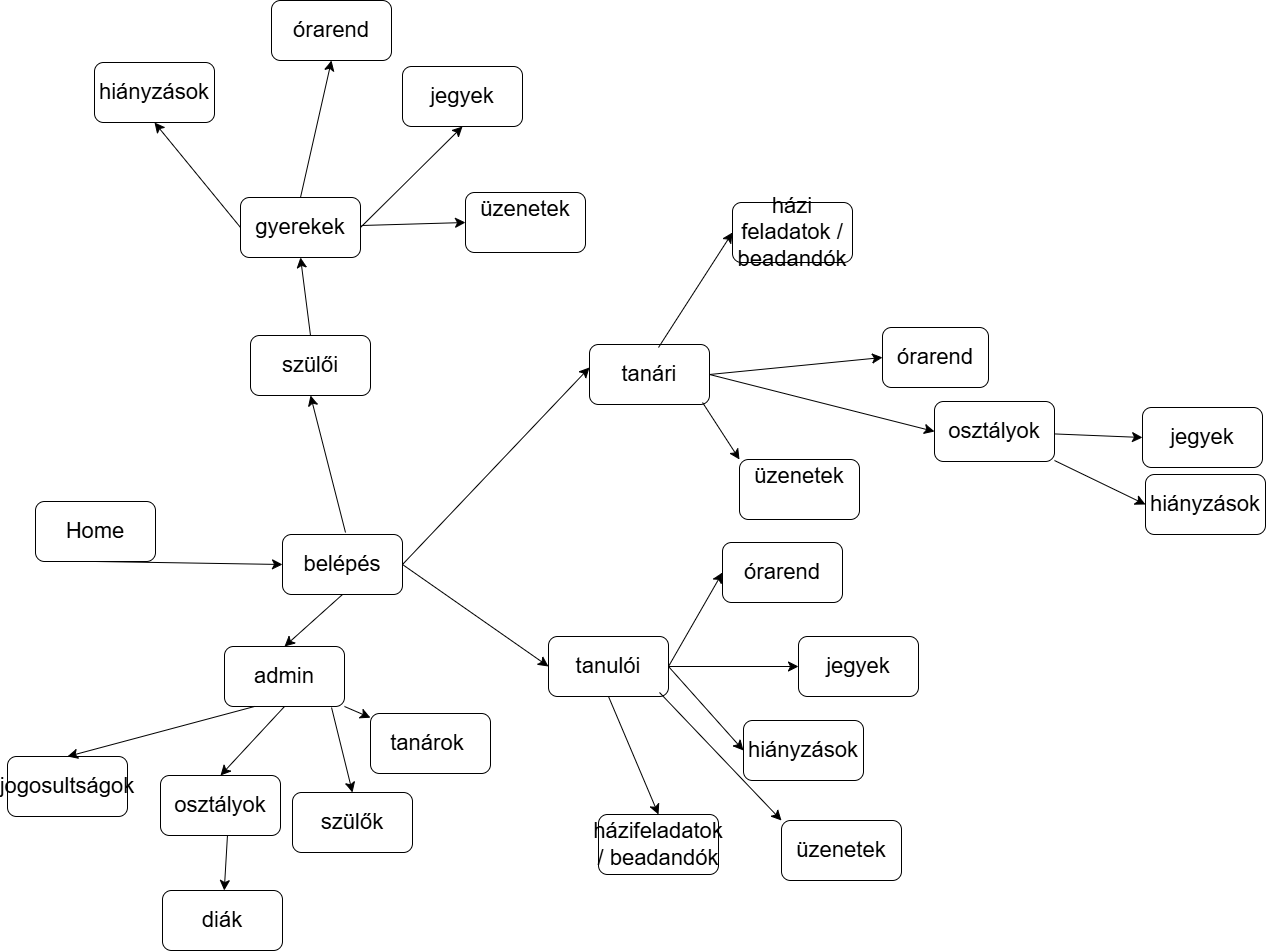 órarend
hiányzások
jegyek
gyerekek
üzenetek
házi
feladatok /
beadandók
szülői
tanári
órarend
osztályok
jegyek
üzenetek
hiányzások
Home
belépés
órarend
admin
tanulói
jegyek
tanárok
hiányzások
jogosultságok
osztályok
szülők
házifeladatok
/ beadandók
üzenetek
diák